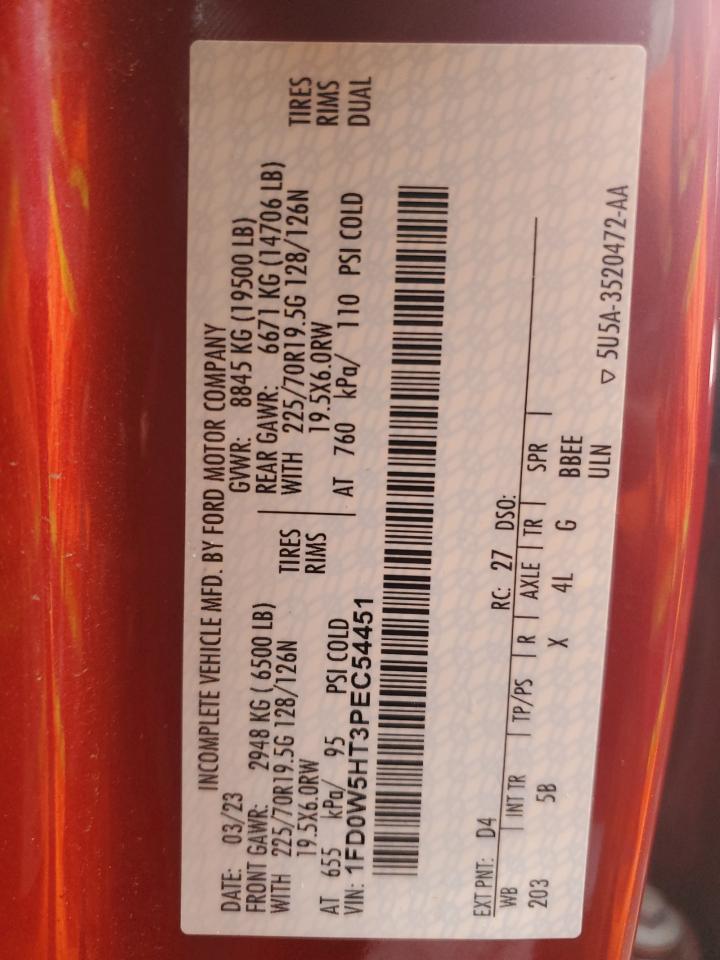 INCOMPLETE VEHICLE MFD. BY FORD MOTOR COMPANY
DATE: 03/23 GVWR: 8845 KG (19500 LB)
FRONT GAWR: 2948 KG ( 6500 LB) REAR GAWR: 6671 KG (14706 LB)
WITH 225/70R19.5G 128/126N TIRES WITH 225/70R19.5G 128/126N TIRES
19.5X6.0RW RIMS 19.5X6.0RW RIMS
AT 655 kPa/ 95 PSI COLD AT 760 kPa/ 110 PSI COLD DUAL
VIN: 1FD0W5HT3PEC54451
EXT PNT: D4 RC: 27 DSO:
WB INT TR TP/PS R AXLE TR SPR
203 5B X 4L G BBEE
ULN
▽ 5U5A-3520472-AA